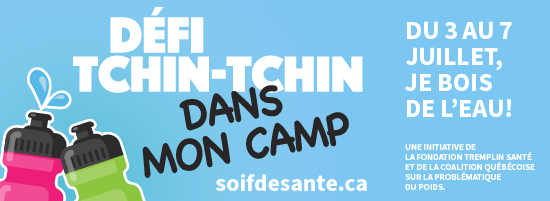 DÉFI
TCHIN-TCHIN
DANS
MON CAMP
soifdesante.ca
DU 3 AU 7
JUILLET,
JE BOIS
DE L'EAU!
UNE INITIATIVE DE
LA FONDATION TREMPLIN SANTÉ
ET DE LA COALITION QUÉBÉCOISE
SUR LA PROBLÉMATIQUE
DU POIDS.